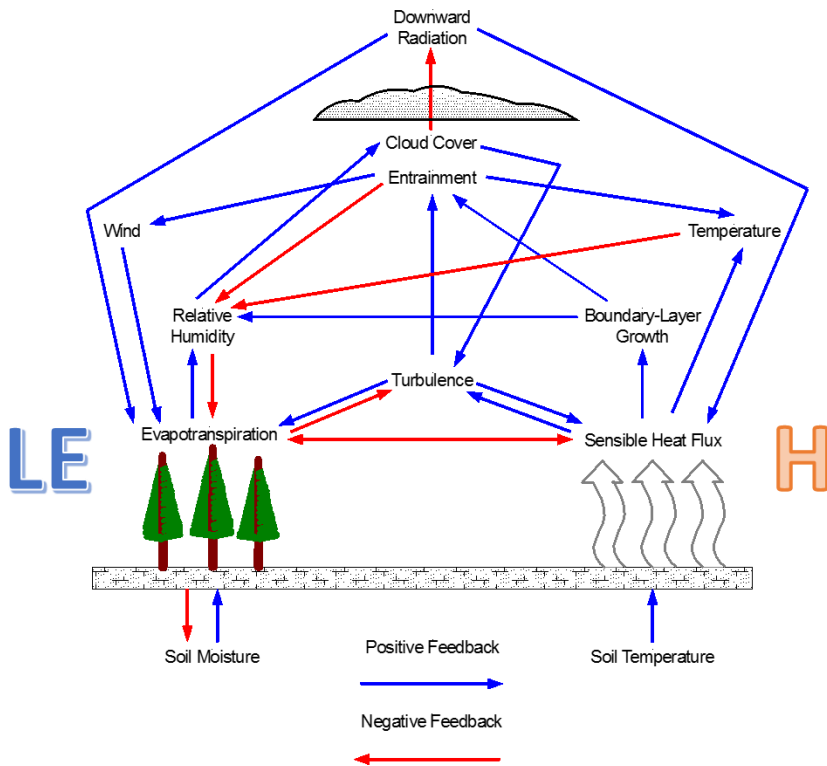 Downward
Radiation
Cloud Cover
Entrainment
Wind
Temperature
Relative
Humidity
Boundary-Layer
Growth
Turbulence
LE
Evapotranspiration
Sensible Heat Flux
H
Soil Moisture
Positive Feedback
Soil Temperature
Negative Feedback